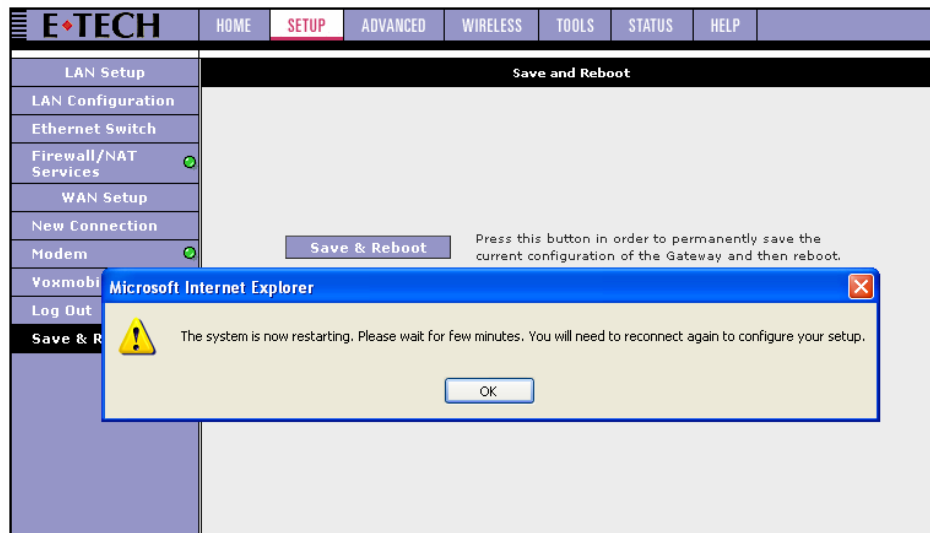 E•TECH
HOME SETUP ADVANCED WIRELESS TOOLS STATUS HELP
LAN Setup
LAN Configuration
Ethernet Switch
Firewall/NAT
Services
WAN Setup
New Connection
Modem
Voxmobi
Log Out
Save & R
Save and Reboot
Save & Reboot
Press this button in order to permanently save the
current configuration of the Gateway and then reboot.
Microsoft Internet Explorer
The system is now restarting. Please wait for few minutes. You will need to reconnect again to configure your setup.
OK